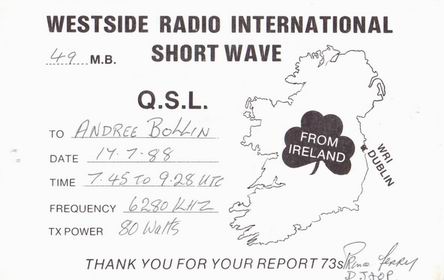 WESTSIDE RADIO INTERNATIONAL
SHORT WAVE
49 M.B.
Q.S.L.
TO ANDREE BOLLIN
DATE 17.7.88
TIME 7.45 TO 9.28 UTC
FREQUENCY 6280 KHZ
TX POWER 80 Watts
FROM
IRELAND
WRI
DUBLIN
THANK YOU FOR YOUR REPORT 73s